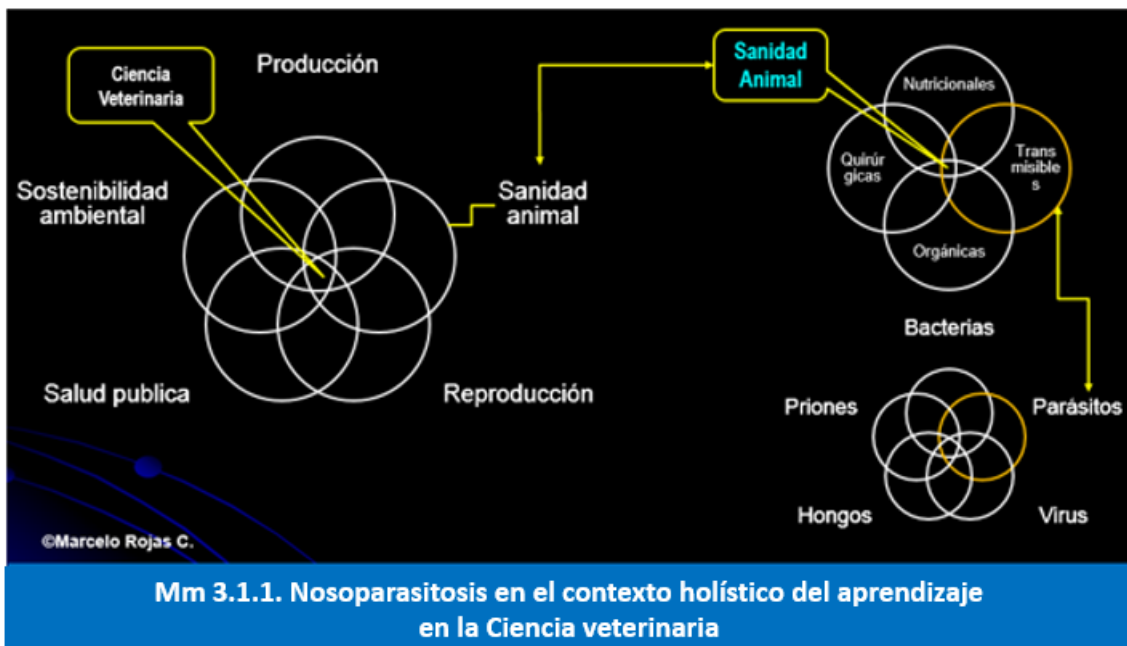 Producción
Ciencia
Veterinaria
Sostenibilidad
ambiental
Sanidad
animal
Salud publica
Reproducción
Sanidad
Animal
Nutricionales
Quirúr
gicas
Trans
misible
s
Orgánicas
Bacterias
Priones
Parásitos
Hongos
Virus
©Marcelo Rojas C.
Mm 3.1.1. Nosoparasitosis en el contexto holístico del aprendizaje
en la Ciencia veterinaria